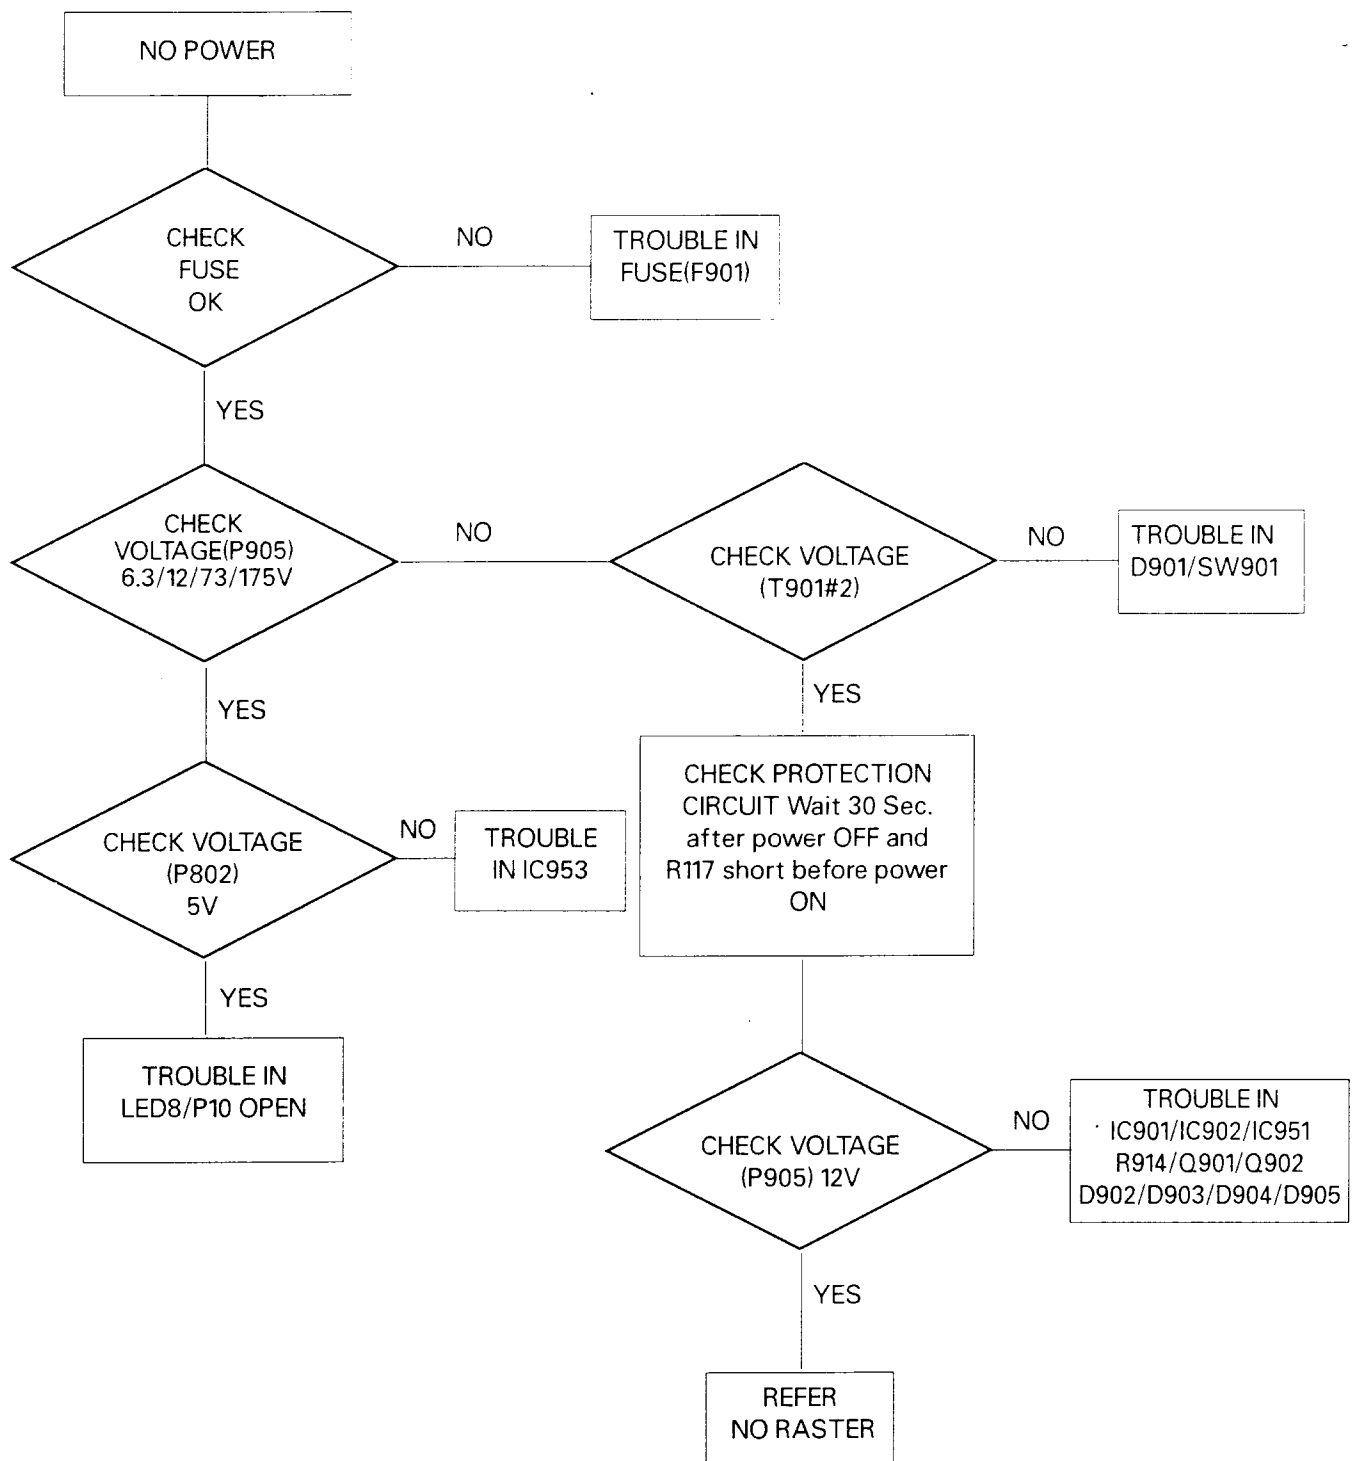 NO POWER
CHECK
FUSE
OK
NO
TROUBLE IN
FUSE(F901)
YES
CHECK
VOLTAGE(P905)
6.3/12/73/175V
NO
CHECK VOLTAGE
(T901#2)
NO
TROUBLE IN
D901/SW901
YES
YES
CHECK PROTECTION
CIRCUIT Wait 30 Sec.
after power OFF and
R117 short before power
ON
CHECK VOLTAGE
(P802)
5V
NO
TROUBLE
IN IC953
YES
TROUBLE IN
LED8/P10 OPEN
CHECK VOLTAGE
(P905) 12V
NO
TROUBLE IN
IC901/IC902/IC951
R914/Q901/Q902
D902/D903/D904/D905
YES
REFER
NO RASTER